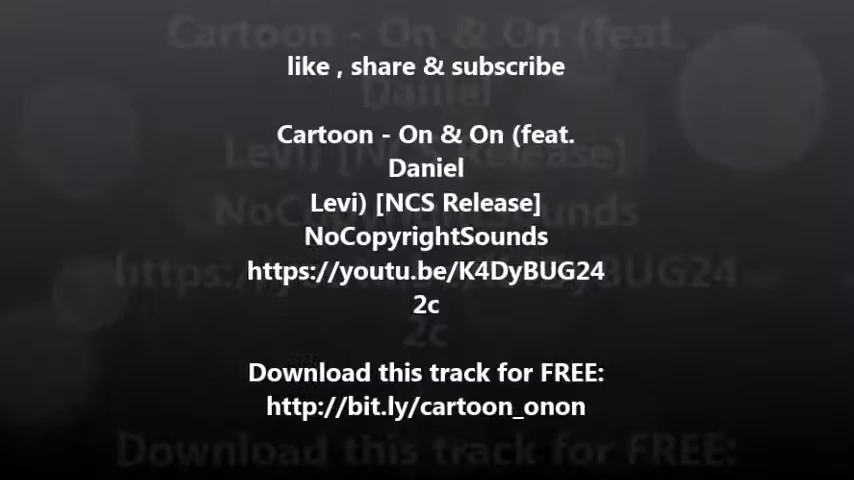 like , share & subscribe
Cartoon - On & On (feat.
Daniel
Levi) [NCS Release]
NoCopyrightSounds
https://youtu.be/K4DyBUG24
2c
Download this track for FREE:
http://bit.ly/cartoon_onon